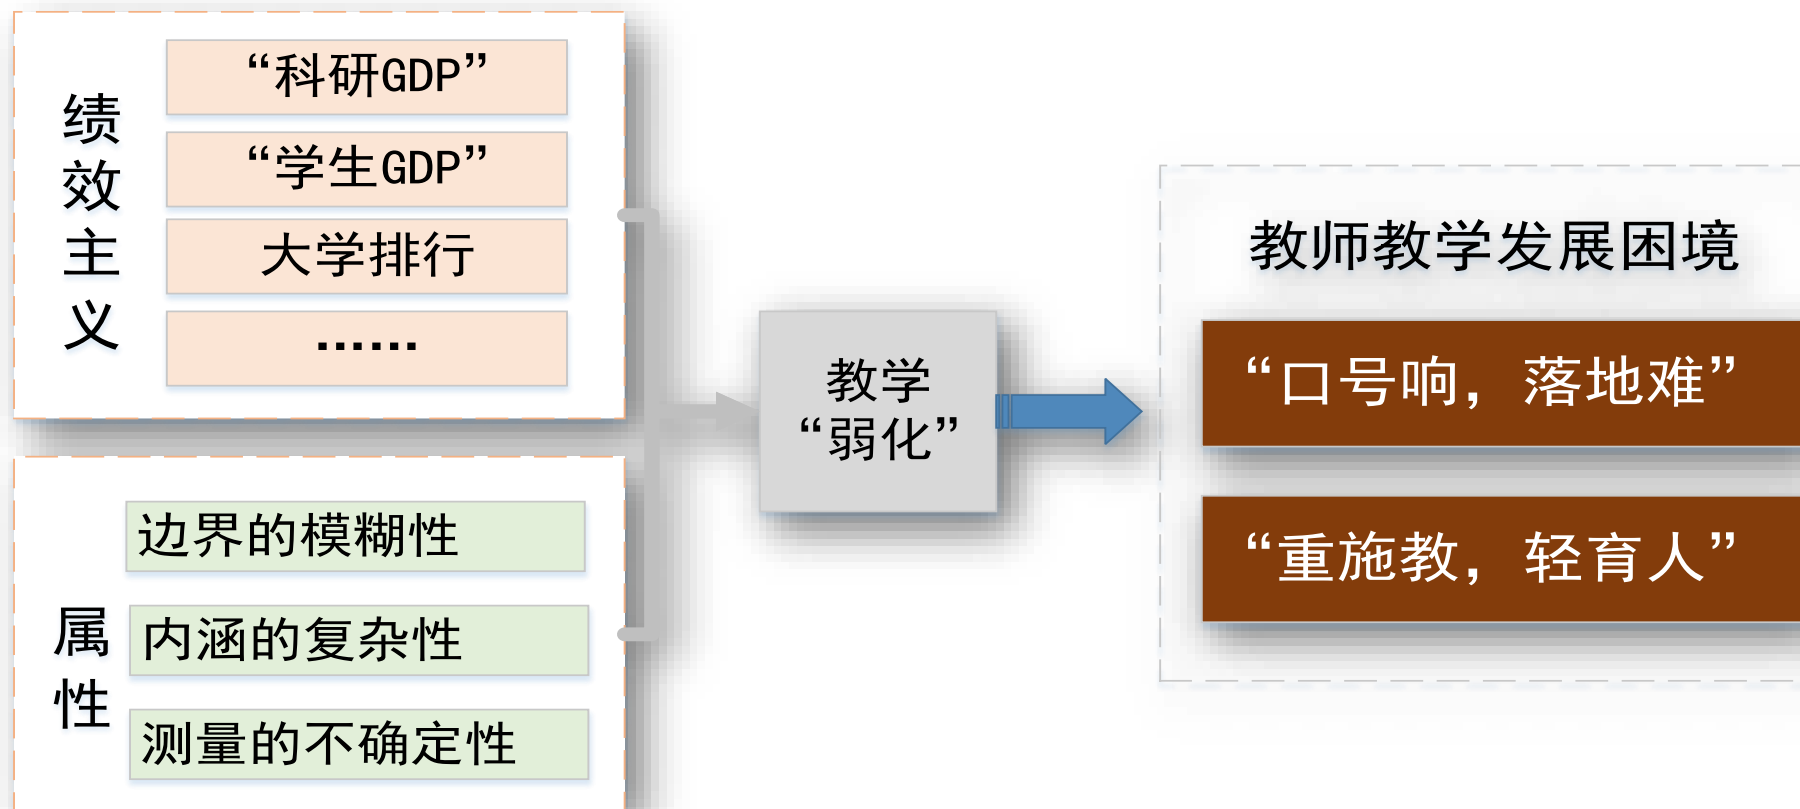 绩效主义
“科研GDP”
“学生GDP”
大学排行
……
属性
边界的模糊性
内涵的复杂性
测量的不确定性
教学
“弱化”
教师教学发展困境
“口号响，落地难”
“重施教，轻育人”